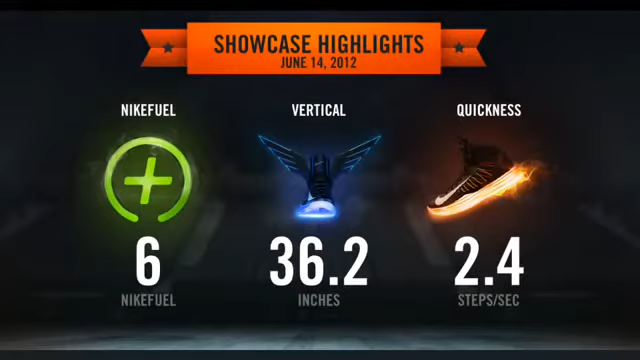 SHOWCASE HIGHLIGHTS
JUNE 14, 2012
NIKEFUEL
VERTICAL
QUICKNESS
6
36.2
2.4
NIKEFUEL
INCHES
STEPS/SEC